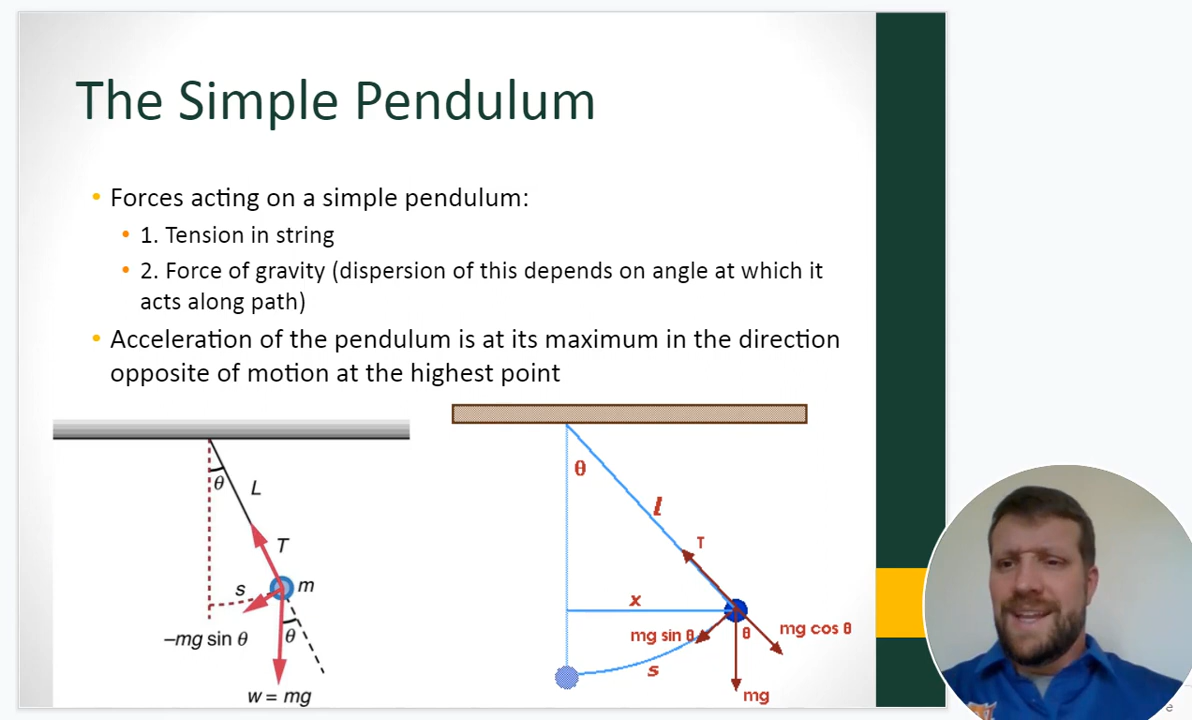 The Simple Pendulum
• Forces acting on a simple pendulum:
• 1. Tension in string
• 2. Force of gravity (dispersion of this depends on angle at which it
acts along path)
• Acceleration of the pendulum is at its maximum in the direction
opposite of motion at the highest point
θ
L
T
s
m
−mg sin θ
θ
w = mg
θ
l
T
x
mg sin θ
θ
mg cos θ
s
mg
e